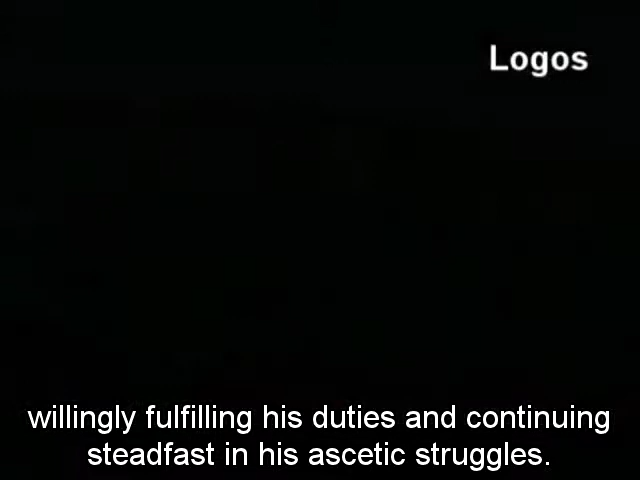 Logos
willingly fulfilling his duties and continuing
steadfast in his ascetic struggles.